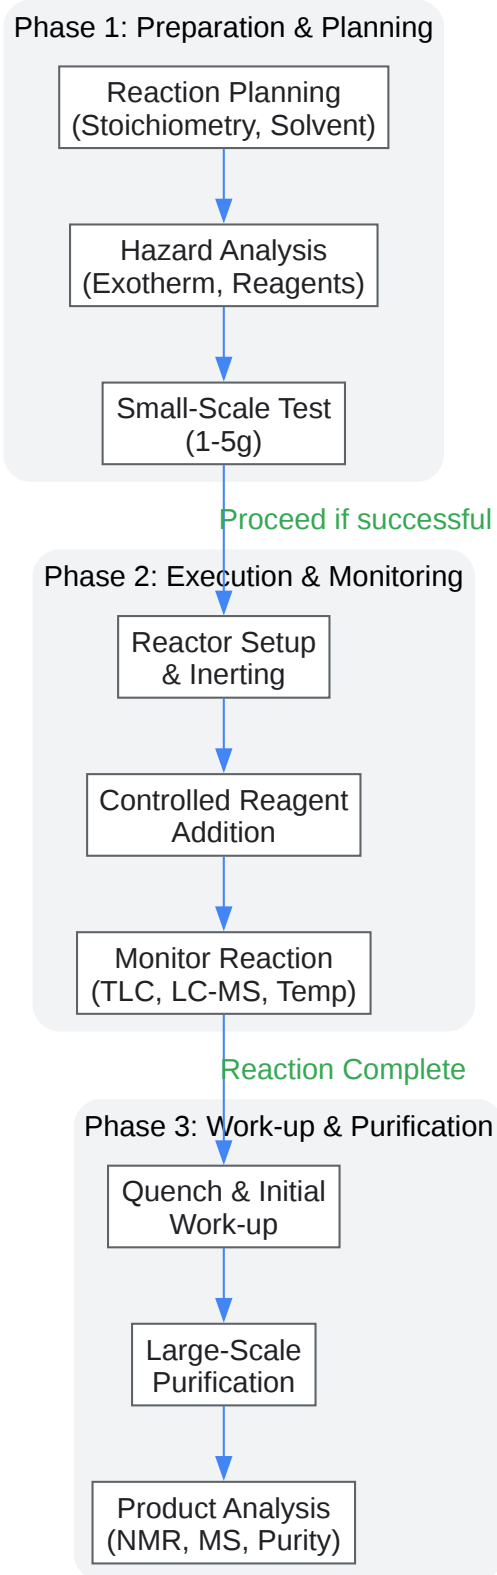 Phase 1: Preparation & Planning
Reaction Planning
(Stoichiometry, Solvent)
Hazard Analysis
(Exotherm, Reagents)
Small-Scale Test
(1-5g)
Proceed if successful
Phase 2: Execution & Monitoring
Reactor Setup
& Inerting
Controlled Reagent
Addition
Monitor Reaction
(TLC, LC-MS, Temp)
Reaction Complete
Phase 3: Work-up & Purification
Quench & Initial
Work-up
Large-Scale
Purification
Product Analysis
(NMR, MS, Purity)